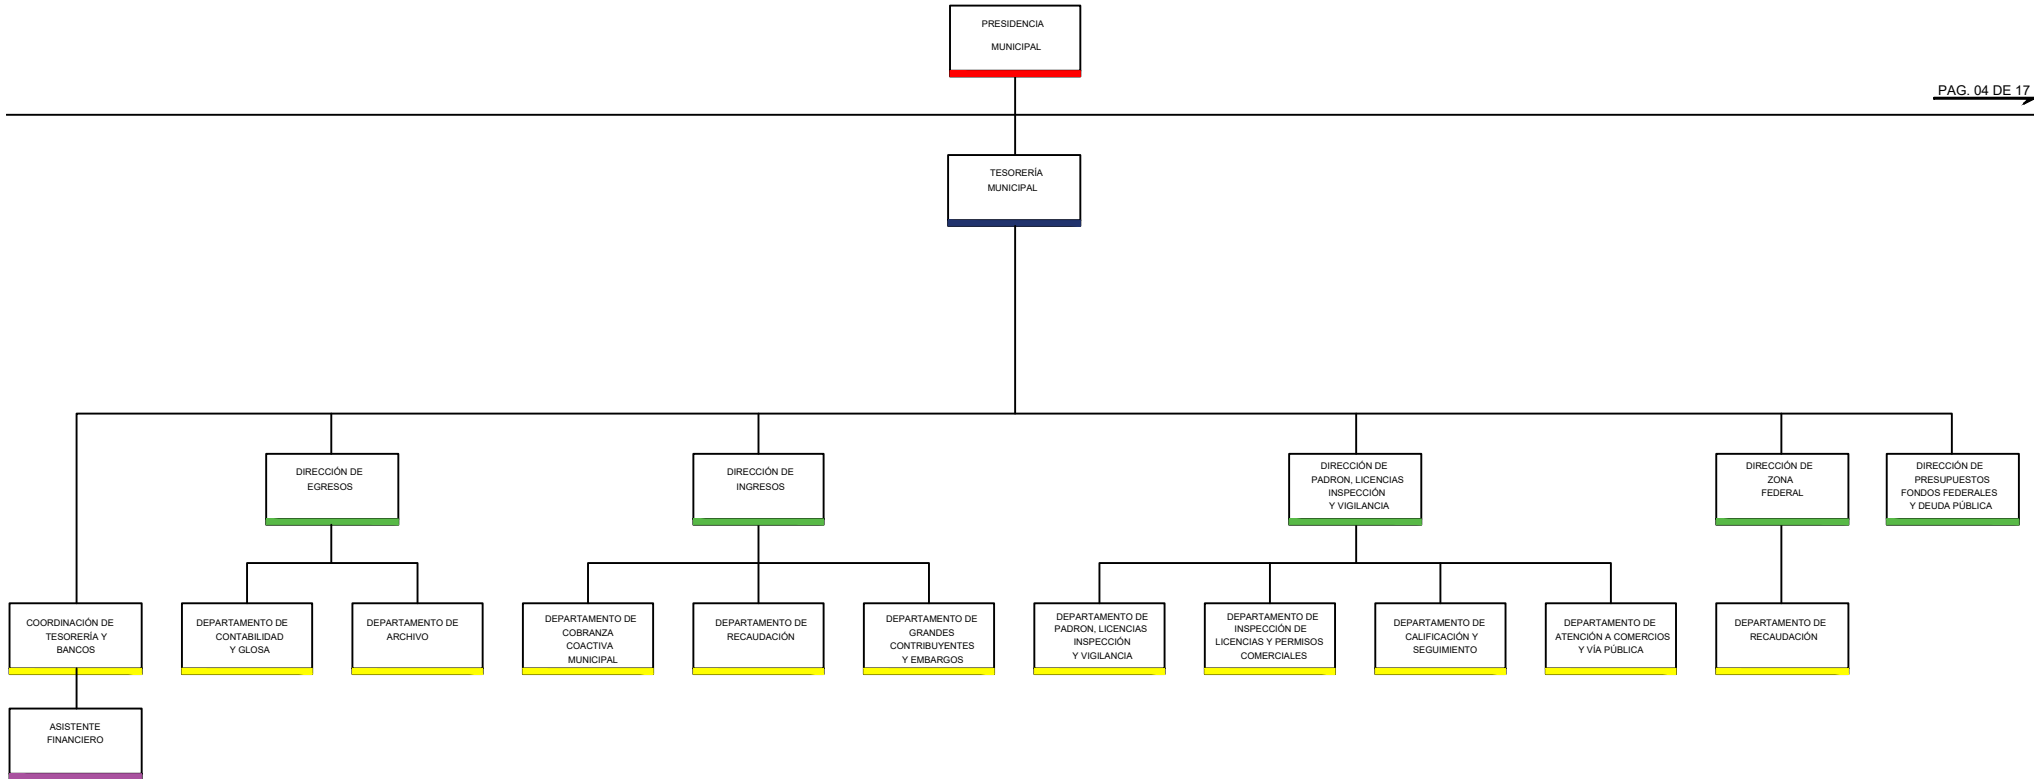 PRESIDENCIA
MUNICIPAL
PAG. 04 DE 17
TESORERÍA
MUNICIPAL
DIRECCIÓN DE
EGRESOS
DIRECCIÓN DE
INGRESOS
DIRECCIÓN DE
PADRON, LICENCIAS
INSPECCIÓN
Y VIGILANCIA
DIRECCIÓN DE
ZONA
FEDERAL
DIRECCIÓN DE
PRESUPUESTOS
FONDOS FEDERALES
Y DEUDA PÚBLICA
COORDINACIÓN DE
TESORERÍA Y
BANCOS
DEPARTAMENTO DE
CONTABILIDAD
Y GLOSA
DEPARTAMENTO DE
ARCHIVO
DEPARTAMENTO DE
COBRANZA
COACTIVA
MUNICIPAL
DEPARTAMENTO DE
RECAUDACIÓN
DEPARTAMENTO DE
GRANDES
CONTRIBUYENTES
Y EMBARGOS
DEPARTAMENTO DE
PADRON, LICENCIAS
INSPECCIÓN
Y VIGILANCIA
DEPARTAMENTO DE
INSPECCIÓN DE
LICENCIAS Y PERMISOS
COMERCIALES
DEPARTAMENTO DE
CALIFICACIÓN Y
SEGUIMIENTO
DEPARTAMENTO DE
ATENCIÓN A COMERCIOS
Y VÍA PÚBLICA
DEPARTAMENTO DE
RECAUDACIÓN
ASISTENTE
FINANCIERO